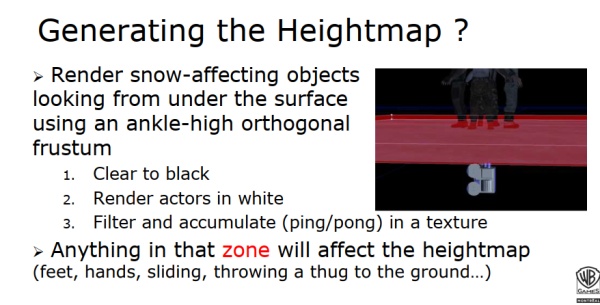 Generating the Heightmap ?
➢ Render snow-affecting objects
looking from under the surface
using an ankle-high orthogonal
frustum
1. Clear to black
2. Render actors in white
3. Filter and accumulate (ping/pong) in a texture
➢ Anything in that zone will affect the heightmap
(feet, hands, sliding, throwing a thug to the ground…)
WB
GAMES
MONTRÉAL